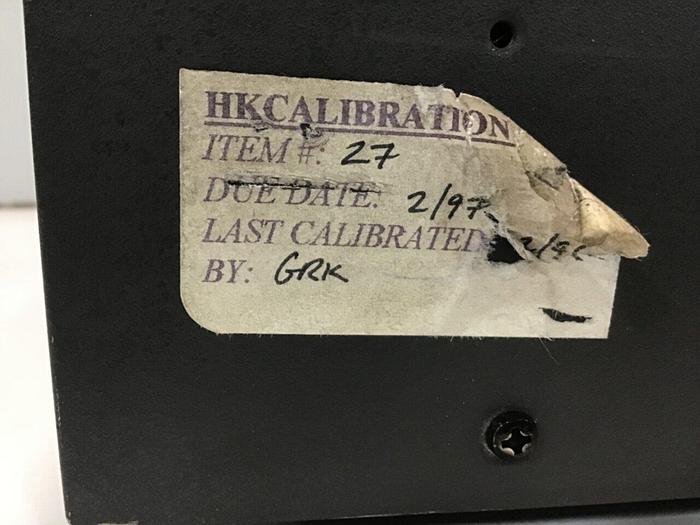 HKCALIBRATION
ITEM #: 27
DUE DATE: 2/97
LAST CALIBRATED
BY: GRK